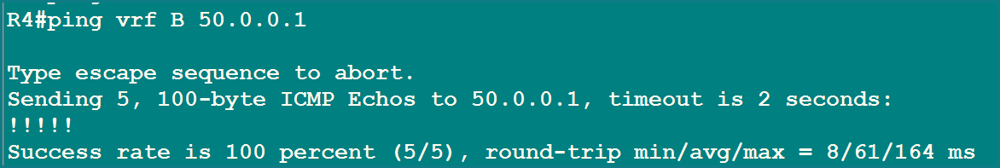 R4#ping vrf B 50.0.0.1
Type escape sequence to abort.
Sending 5, 100-byte ICMP Echos to 50.0.0.1, timeout is 2 seconds:
!!!!!
Success rate is 100 percent (5/5), round-trip min/avg/max = 8/61/164 ms